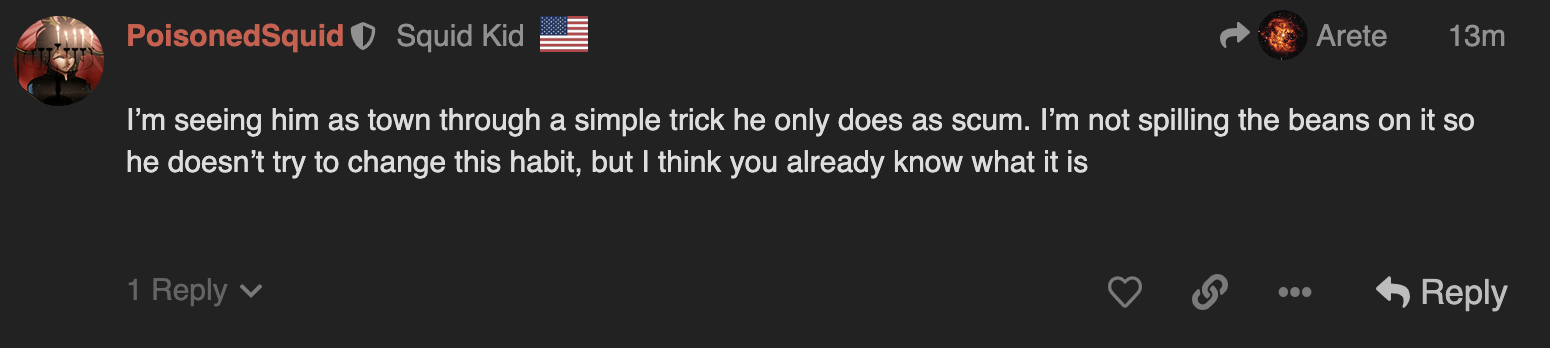 PoisonedSquid Squid Kid Arete 13m
I’m seeing him as town through a simple trick he only does as scum. I’m not spilling the beans on it so
he doesn’t try to change this habit, but I think you already know what it is
1 Reply Reply